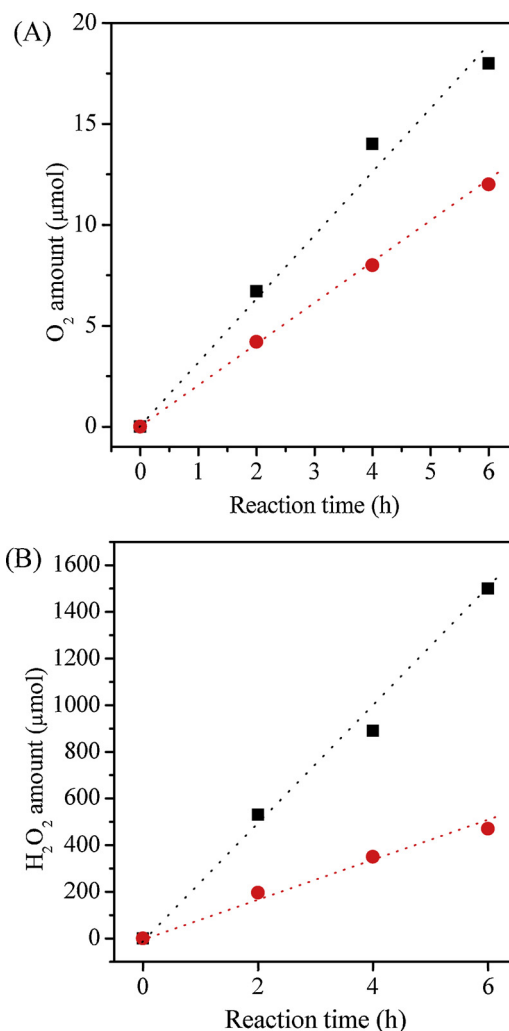 (A)
20
15
10
5
0
O₂ amount (μmol)
0 1 2 3 4 5 6
Reaction time (h)
(B)
1600
1400
1200
1000
800
600
400
200
0
H₂O₂ amount (μmol)
0 2 4 6
Reaction time (h)